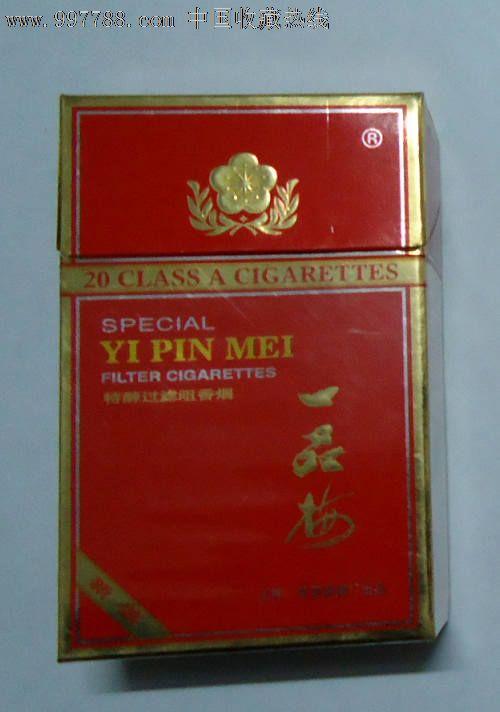 www.997788.com 中国收藏热线
®
20 CLASS A CIGARETTES
SPECIAL
YI PIN MEI
FILTER CIGARETTES
特醇过滤咀香烟
一品梅